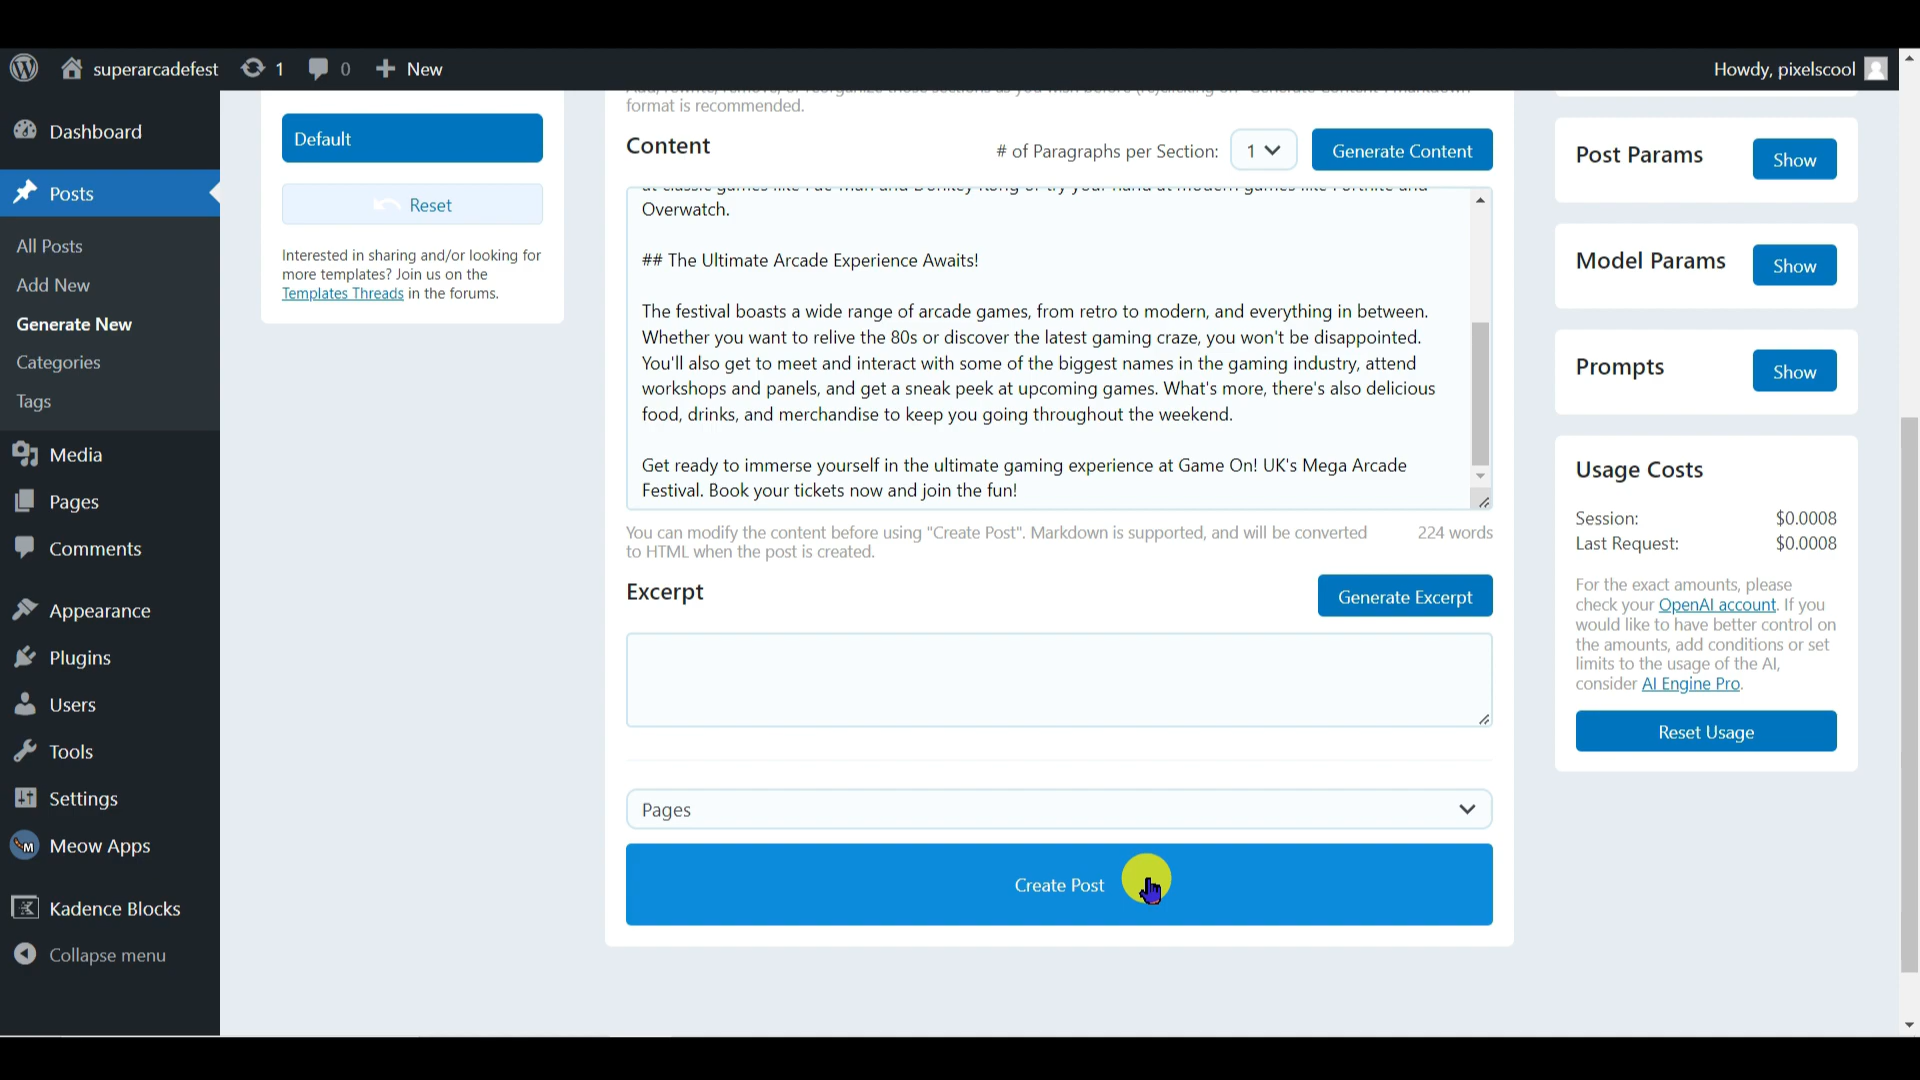 superarcadefest 1 0 New Howdy, pixelscool
Dashboard
Posts
All Posts
Add New
Generate New
Categories
Tags
Media
Pages
Comments
Appearance
Plugins
Users
Tools
Settings
Meow Apps
Kadence Blocks
Collapse menu
Default
Reset
Interested in sharing and/or looking for
more templates? Join us on the
Templates Threads in the forums.
format is recommended.
Content
# of Paragraphs per Section: 1 Generate Content
Overwatch.
## The Ultimate Arcade Experience Awaits!
The festival boasts a wide range of arcade games, from retro to modern, and everything in between.
Whether you want to relive the 80s or discover the latest gaming craze, you won't be disappointed.
You'll also get to meet and interact with some of the biggest names in the gaming industry, attend
workshops and panels, and get a sneak peek at upcoming games. What's more, there's also delicious
food, drinks, and merchandise to keep you going throughout the weekend.
Get ready to immerse yourself in the ultimate gaming experience at Game On! UK's Mega Arcade
Festival. Book your tickets now and join the fun!
You can modify the content before using "Create Post". Markdown is supported, and will be converted
to HTML when the post is created.
224 words
Excerpt
Generate Excerpt
Pages
Create Post
Post Params Show
Model Params Show
Prompts Show
Usage Costs
Session: $0.0008
Last Request: $0.0008
For the exact amounts, please
check your OpenAI account. If you
would like to have better control on
the amounts, add conditions or set
limits to the usage of the AI,
consider AI Engine Pro.
Reset Usage